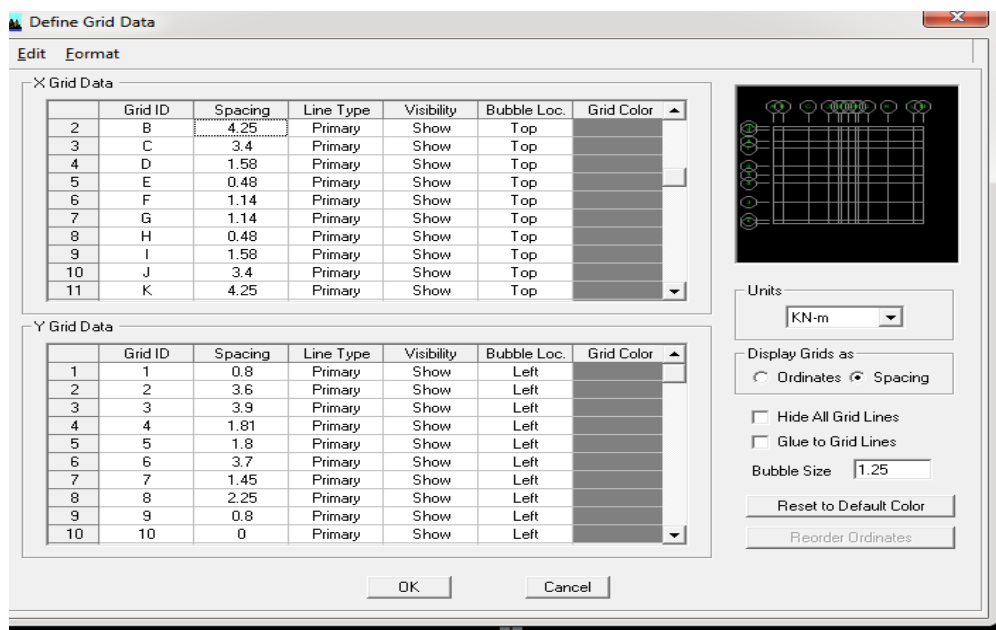 Define Grid Data
Edit Format
X Grid Data
Grid ID Spacing Line Type Visibility Bubble Loc. Grid Color
2 B 4.25 Primary Show Top
3 C 3.4 Primary Show Top
4 D 1.58 Primary Show Top
5 E 0.48 Primary Show Top
6 F 1.14 Primary Show Top
7 G 1.14 Primary Show Top
8 H 0.48 Primary Show Top
9 I 1.58 Primary Show Top
10 J 3.4 Primary Show Top
11 K 4.25 Primary Show Top
Y Grid Data
Grid ID Spacing Line Type Visibility Bubble Loc. Grid Color
1 1 0.8 Primary Show Left
2 2 3.6 Primary Show Left
3 3 3.9 Primary Show Left
4 4 1.81 Primary Show Left
5 5 1.8 Primary Show Left
6 6 3.7 Primary Show Left
7 7 1.45 Primary Show Left
8 8 2.25 Primary Show Left
9 9 0.8 Primary Show Left
10 10 0 Primary Show Left
Units
KN-m
Display Grids as
Ordinates Spacing
Hide All Grid Lines
Glue to Grid Lines
Bubble Size 1.25
Reset to Default Color
Reorder Ordinates
OK Cancel